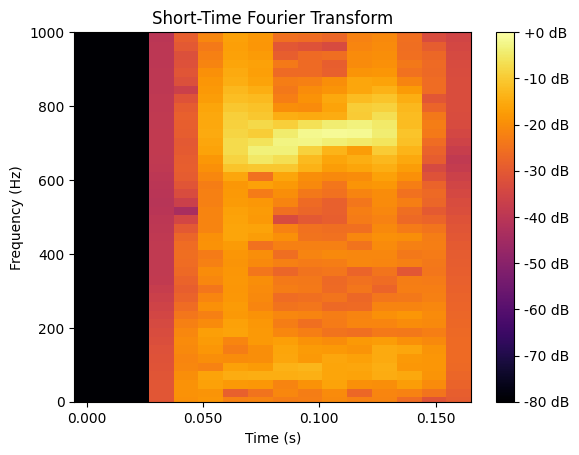 Short-Time Fourier Transform
1000
800
600
400
200
0
Frequency (Hz)
0.000
0.050
0.100
0.150
Time (s)
+0 dB
-10 dB
-20 dB
-30 dB
-40 dB
-50 dB
-60 dB
-70 dB
-80 dB